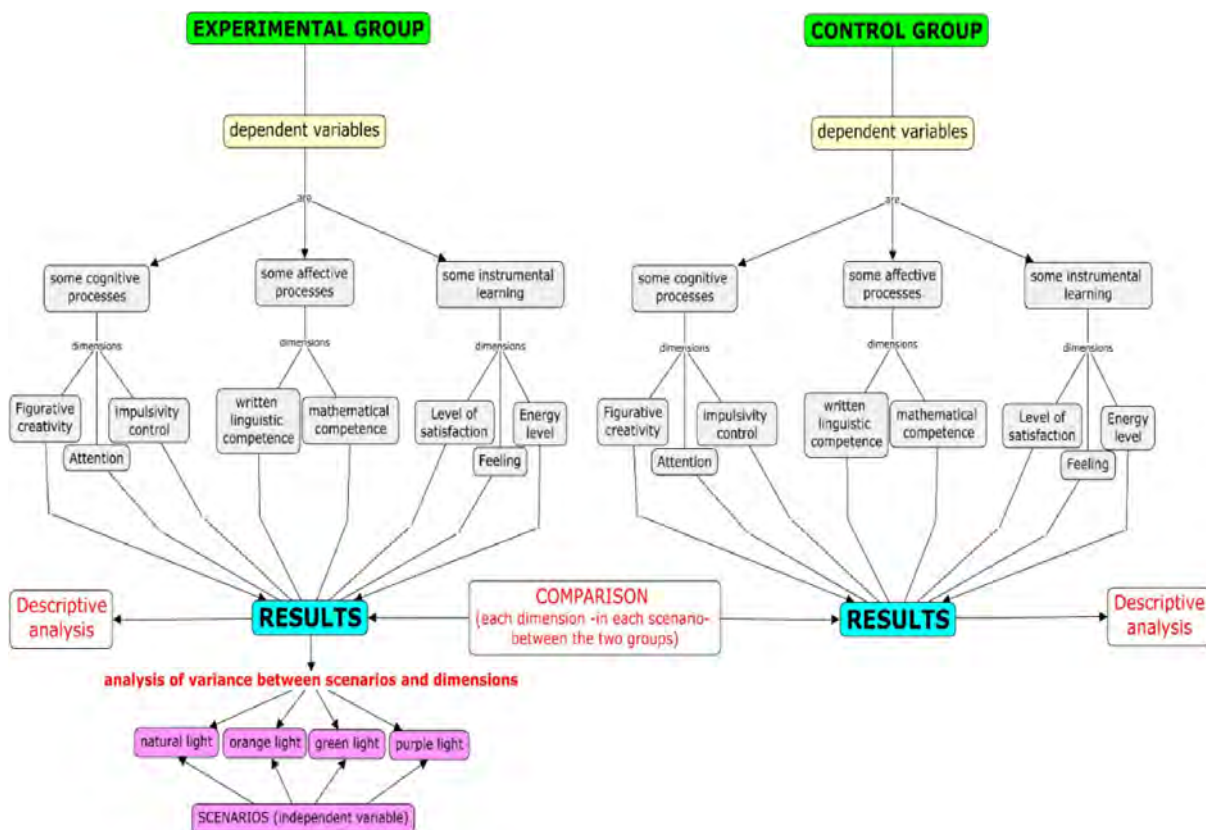 EXPERIMENTAL GROUP
dependent variables
are
some cognitive
processes
some affective
processes
some instrumental
learning
dimensions
dimensions
dimensions
Figurative
creativity
Attention
impulsivity
control
written
linguistic
competence
mathematical
competence
Level of
satisfaction
Feeling
Energy
level
Descriptive
analysis
RESULTS
analysis of variance between scenarios and dimensions
natural light
orange light
green light
purple light
SCENARIOS (independent variable)
COMPARISON
(each dimension -in each scenario-
between the two groups)
CONTROL GROUP
dependent variables
are
some cognitive
processes
some affective
processes
some instrumental
learning
dimensions
dimensions
dimensions
Figurative
creativity
Attention
impulsivity
control
written
linguistic
competence
mathematical
competence
Level of
satisfaction
Feeling
Energy
level
RESULTS
Descriptive
analysis